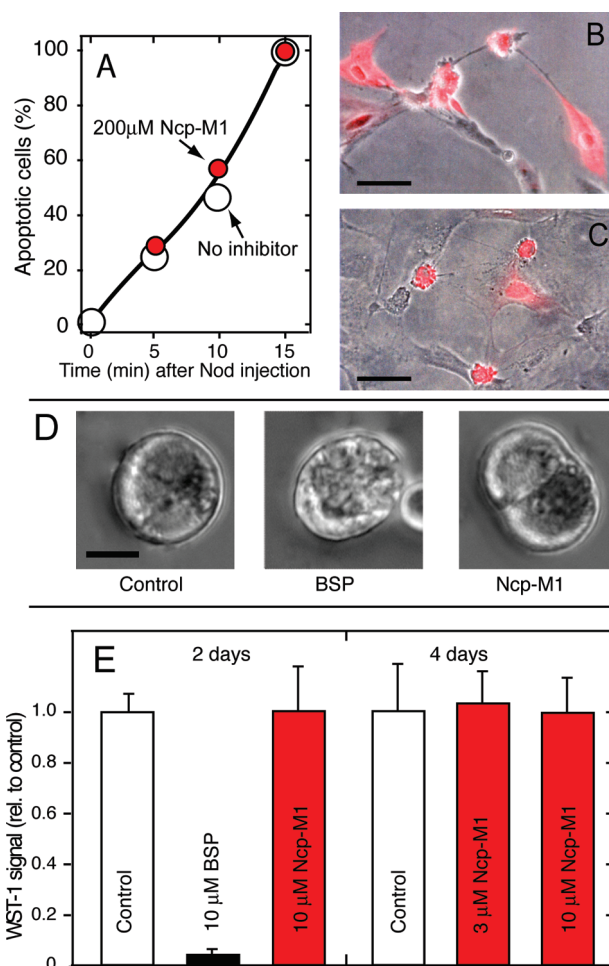 A
Apoptotic cells (%)
100
80
60
40
20
0
200μM Ncp-M1
No inhibitor
0 5 10 15
Time (min) after Nod injection
B
C
D
Control BSP Ncp-M1
E
2 days 4 days
WST-1 signal (rel. to control)
1.0
0.8
0.6
0.4
0.2
0
Control
10 μM BSP
10 μM Ncp-M1
Control
3 μM Ncp-M1
10 μM Ncp-M1